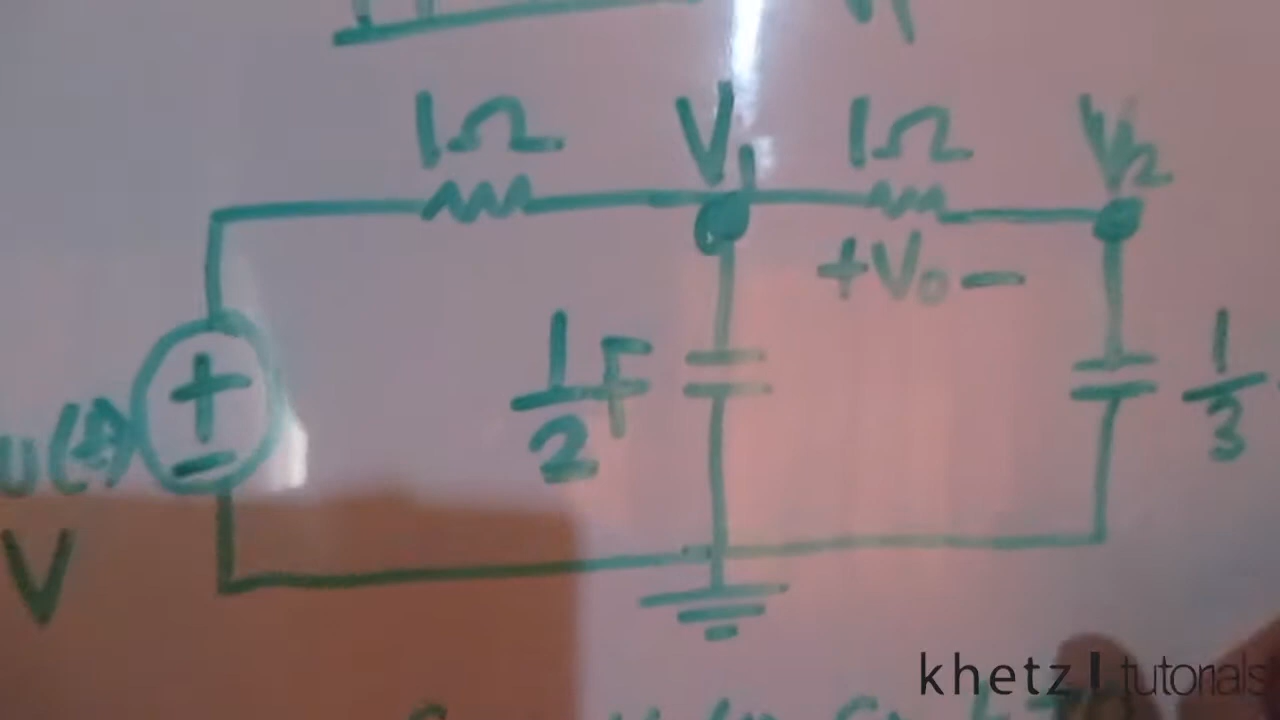 1Ω V1 1Ω V2
+V0 −
+
−
1/2 F
1/3
u(t)
V
khetz tutorials